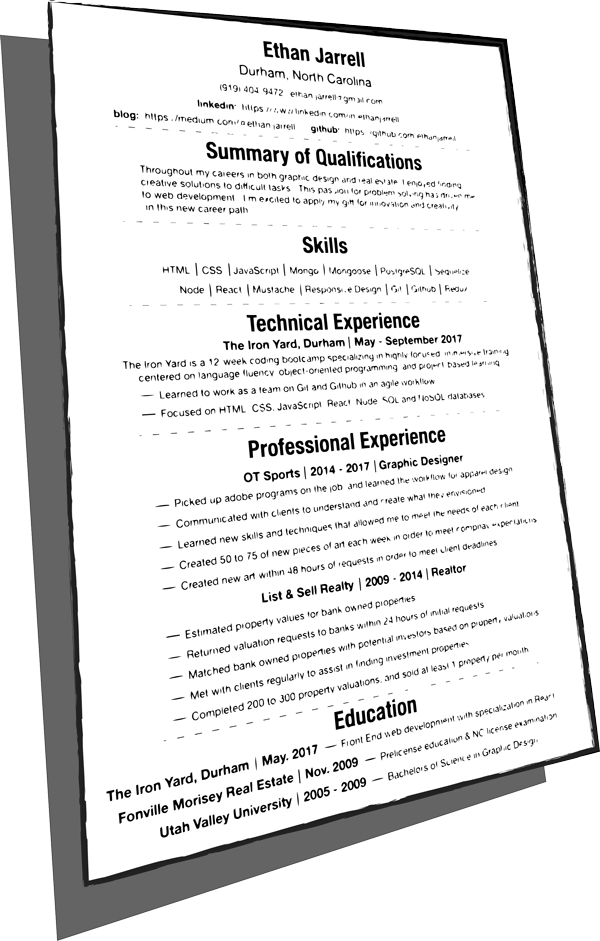 Ethan Jarrell
Durham, North Carolina
(919) 404 9472 ethan
linkedin: https
blog: https://medium.com/@ethan jarrell github: https://github.com
Summary of Qualifications
Throughout my careers in both graphic design and real estate I enjoyed finding
creative solutions to difficult tasks. This passion for problem solving has driven me
to web development. I'm excited to apply my gift for innovation and creativity
in this new career path
Skills
HTML | CSS | JavaScript | Mongo | Mongoose | PostgreSQL | Sequelize
Node | React | Mustache | Responsive Design | Git | Github | Redux
Technical Experience
The Iron Yard, Durham | May - September 2017
The Iron Yard is a 12 week coding bootcamp specializing in highly focused immersive training
centered on language fluency, object-oriented programming, and project based learning
— Learned to work as a team on Git and Github in an agile workflow
— Focused on HTML, CSS, JavaScript, React, Node, SQL and NoSQL databases
Professional Experience
OT Sports | 2014 - 2017 | Graphic Designer
— Picked up adobe programs on the job and learned the workflow for apparel design
— Communicated with clients to understand and create what they envisioned
— Learned new skills and techniques that allowed me to meet the needs of each client
— Created 50 to 75 of new pieces of art each week in order to meet company expectations
— Created new art within 48 hours of requests in order to meet client deadlines
List & Sell Realty | 2009 - 2014 | Realtor
— Estimated property values for bank owned properties
— Returned valuation requests to banks within 24 hours of initial requests
— Matched bank owned properties with potential investors based on property valuations
— Met with clients regularly to assist in finding investment properties
— Completed 200 to 300 property valuations, and sold at least 1 property per month
Education
The Iron Yard, Durham | May. 2017 — Front End web development with specialization in React
Fonville Morisey Real Estate | Nov. 2009 — Prelicense education & NC license examination
Utah Valley University | 2005 - 2009 — Bachelors of Science in Graphic Design